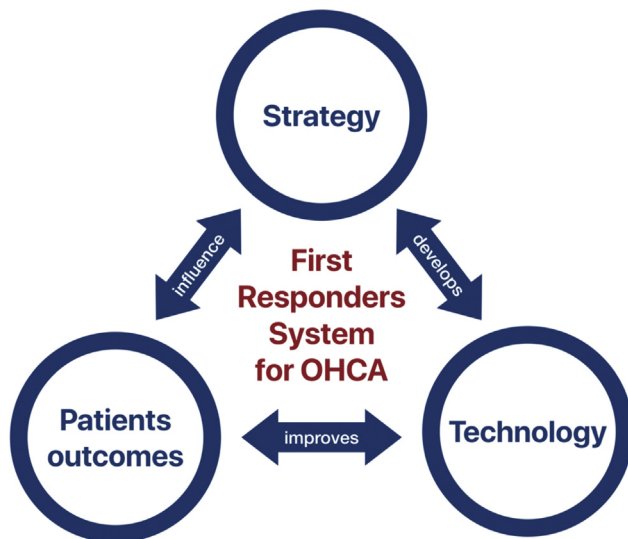 Strategy
influence
develops
First
Responders
System
for OHCA
Patients
outcomes
improves
Technology